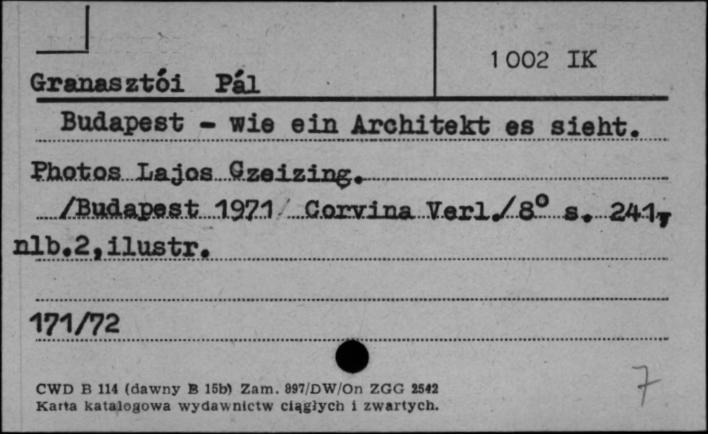 1002 IK
Granasztói Pál
Budapest - wie ein Architekt es sieht.
Photos Lajos Czeizing.
/Budapest 1971 Corvina Verl./8° s. 241,
nlb.2,ilustr.
171/72
CWD B 114 (dawny B 15b) Zam. 897/DW/On ZGG 2542
Karta katalogowa wydawnictw ciągłych i zwartych.
7